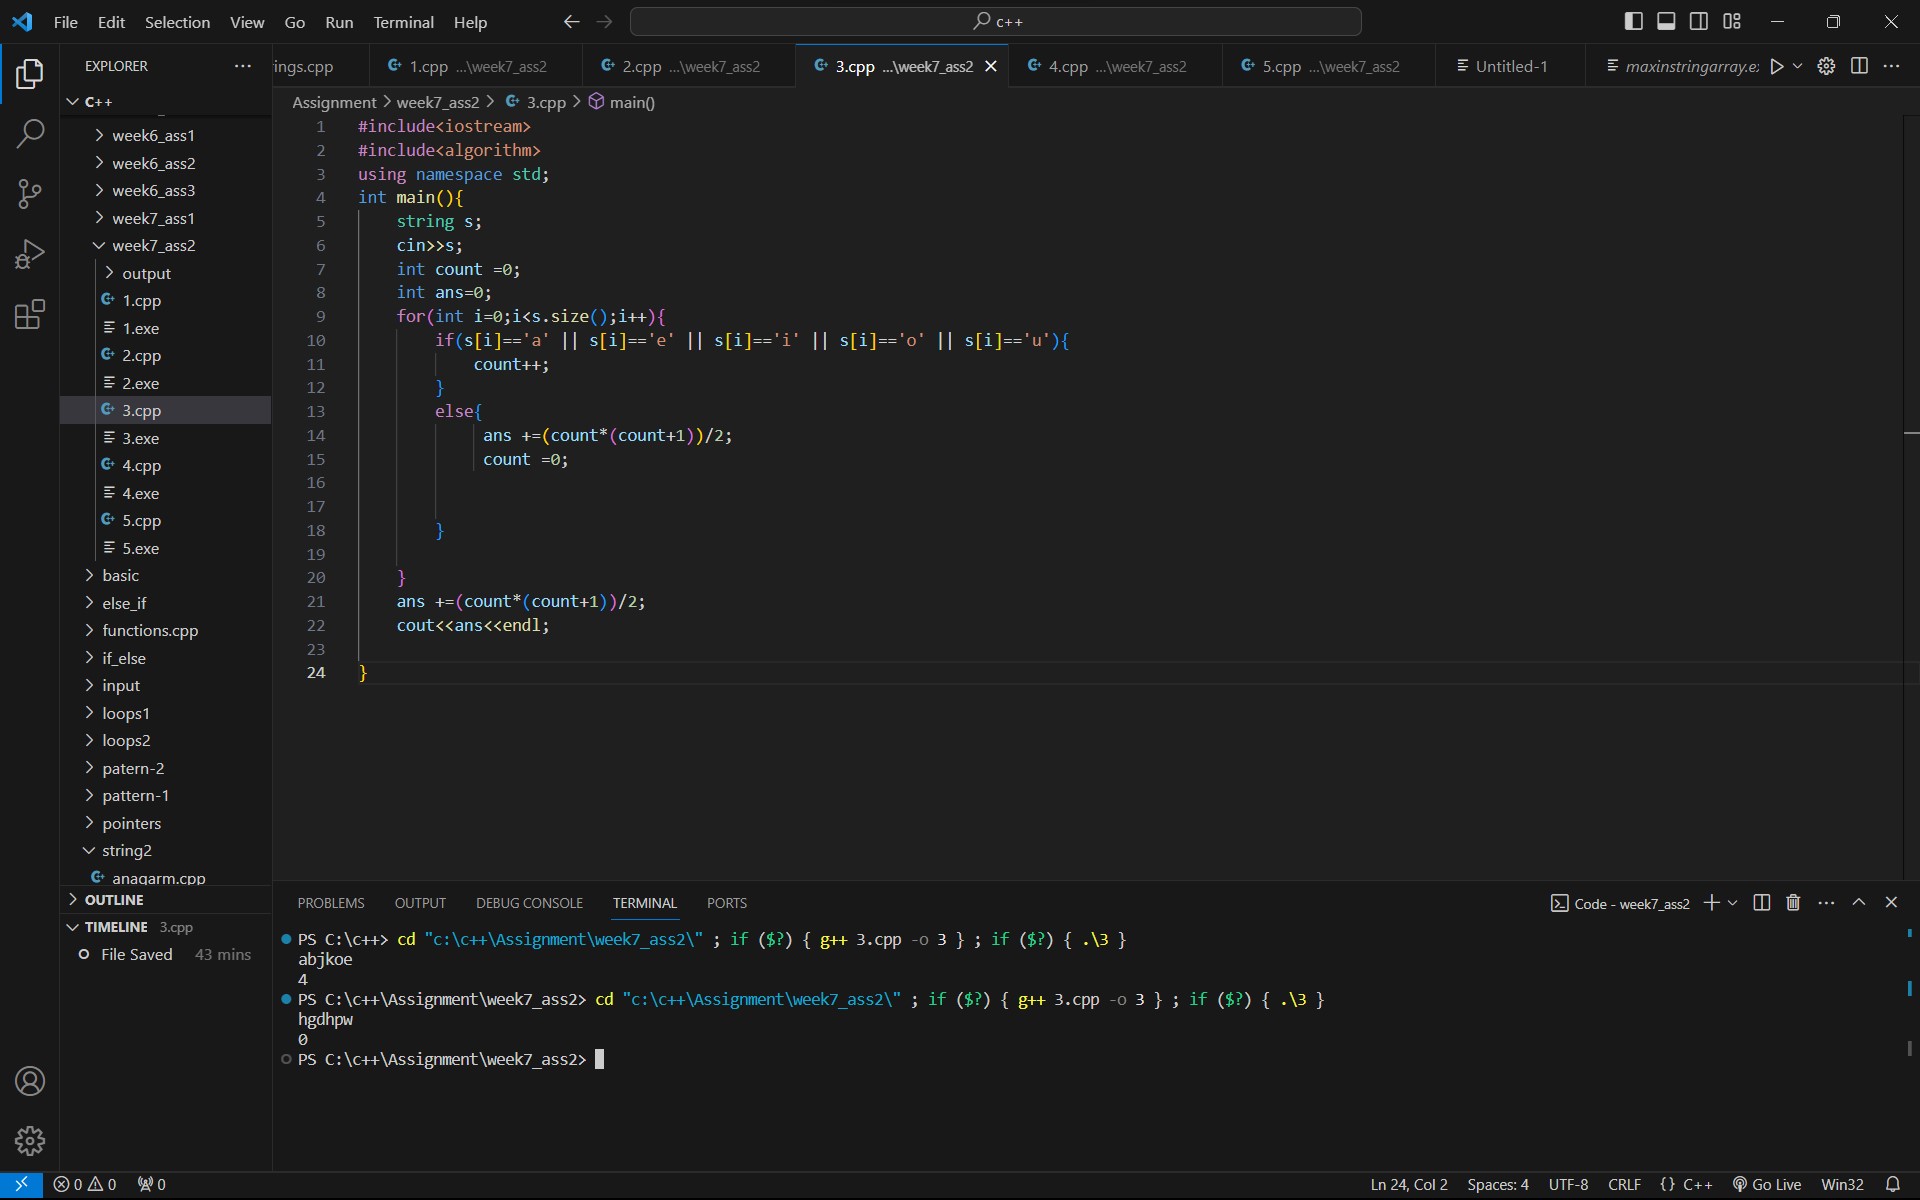 File Edit Selection View Go Run Terminal Help
c++
EXPLORER
ings.cpp
1.cpp ...\week7_ass2
2.cpp ...\week7_ass2
3.cpp ...\week7_ass2
4.cpp ...\week7_ass2
5.cpp ...\week7_ass2
Untitled-1
maxinstringarray.e
C++
week6_ass1
week6_ass2
week6_ass3
week7_ass1
week7_ass2
output
1.cpp
1.exe
2.cpp
2.exe
3.cpp
3.exe
4.cpp
4.exe
5.cpp
5.exe
basic
else_if
functions.cpp
if_else
input
loops1
loops2
patern-2
pattern-1
pointers
string2
anagarm.cpp
OUTLINE
TIMELINE 3.cpp
File Saved 43 mins
Assignment > week7_ass2 > 3.cpp > main()
1 #include<iostream>
2 #include<algorithm>
3 using namespace std;
4 int main(){
5 string s;
6 cin>>s;
7 int count =0;
8 int ans=0;
9 for(int i=0;i<s.size();i++){
10 if(s[i]=='a' || s[i]=='e' || s[i]=='i' || s[i]=='o' || s[i]=='u'){
11 count++;
12 }
13 else{
14 ans +=(count*(count+1))/2;
15 count =0;
16
17
18 }
19
20 }
21 ans +=(count*(count+1))/2;
22 cout<<ans<<endl;
23
24 }
PROBLEMS OUTPUT DEBUG CONSOLE TERMINAL PORTS
Code - week7_ass2
PS C:\c++> cd "c:\c++\Assignment\week7_ass2\" ; if ($?) { g++ 3.cpp -o 3 } ; if ($?) { .\3 }
abjkoe
4
PS C:\c++\Assignment\week7_ass2> cd "c:\c++\Assignment\week7_ass2\" ; if ($?) { g++ 3.cpp -o 3 } ; if ($?) { .\3 }
hgdhpw
0
PS C:\c++\Assignment\week7_ass2>
0 0 0
Ln 24, Col 2 Spaces: 4 UTF-8 CRLF {} C++ Go Live Win32